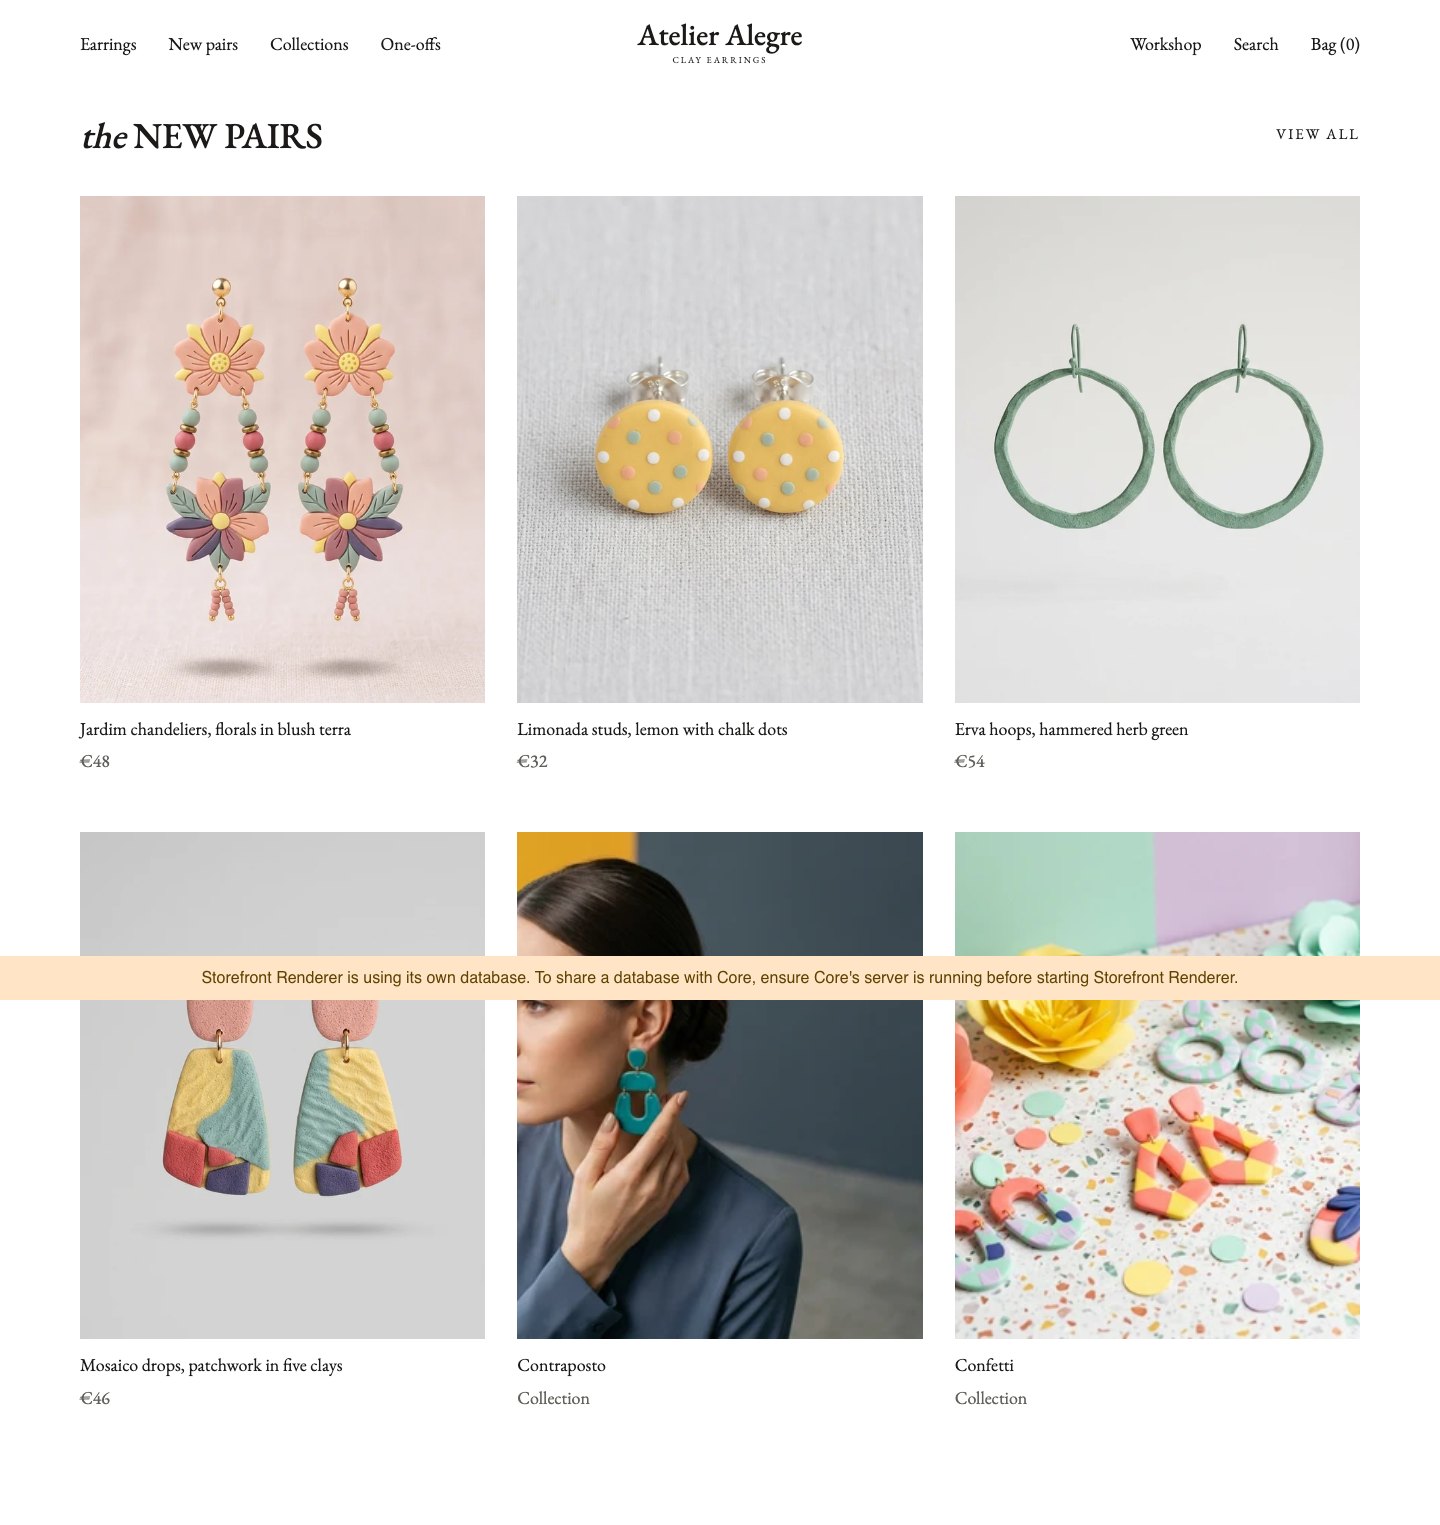 Earrings New pairs Collections One-offs
Atelier Alegre
CLAY EARRINGS
Workshop Search Bag (0)
the NEW PAIRS
VIEW ALL
Jardim chandeliers, florals in blush terra
€48
Limonada studs, lemon with chalk dots
€32
Erva hoops, hammered herb green
€54
Storefront Renderer is using its own database. To share a database with Core, ensure Core's server is running before starting Storefront Renderer.
Mosaico drops, patchwork in five clays
€46
Contraposto
Collection
Confetti
Collection